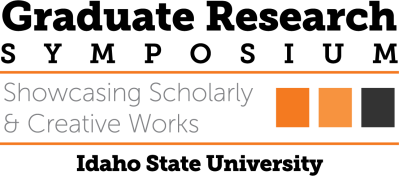 Graduate Research
SYMPOSIUM
Showcasing Scholarly
& Creative Works
Idaho State University